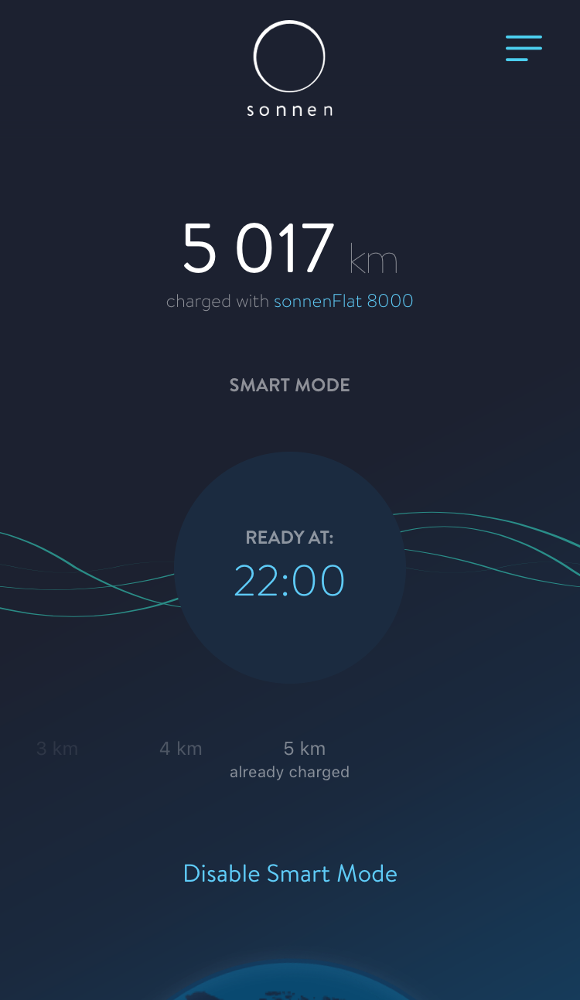 sonnen
5 017 km
charged with sonnenFlat 8000
SMART MODE
READY AT:
22:00
3 km 4 km 5 km
already charged
Disable Smart Mode